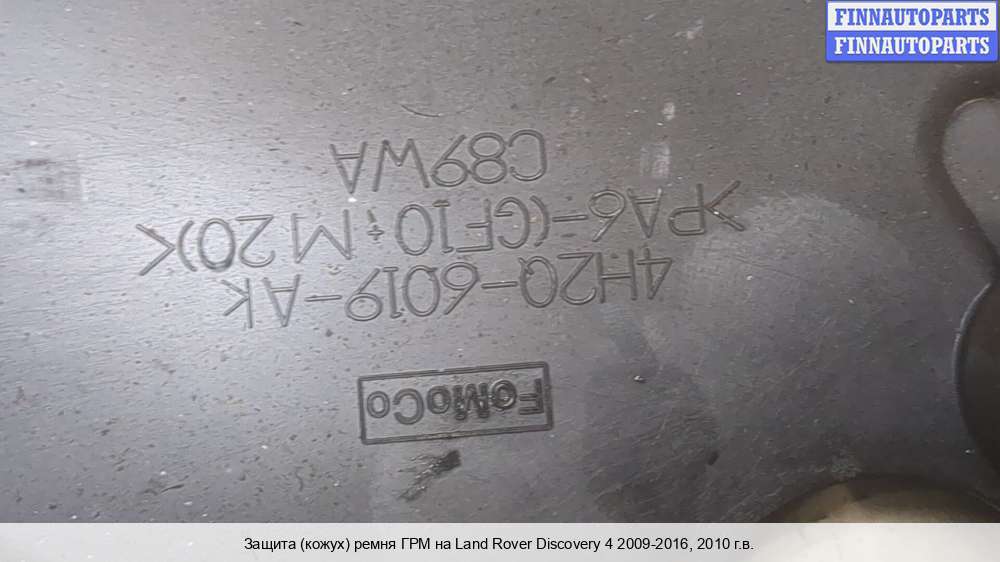 FINNAUTOPARTS
FINNAUTOPARTS
FoMoCo
4H2Q-6019-AK
>PA6-(GF10+M20)<
C89WA
Защита (кожух) ремня ГРМ на Land Rover Discovery 4 2009-2016, 2010 г.в.